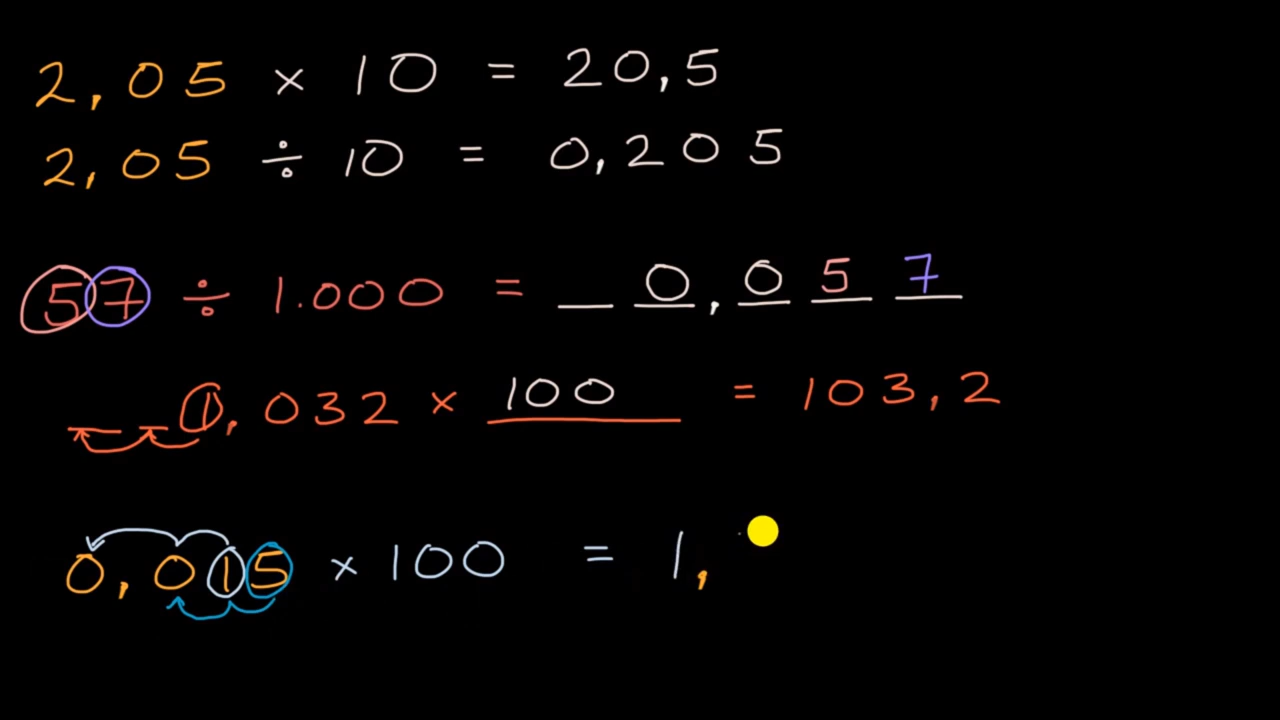 2,05 × 10 = 20,5
2,05 ÷ 10 = 0,205
57 ÷ 1.000 = _ 0,057
_ _ 1,032 × 100 = 103,2
0,015 × 100 = 1,